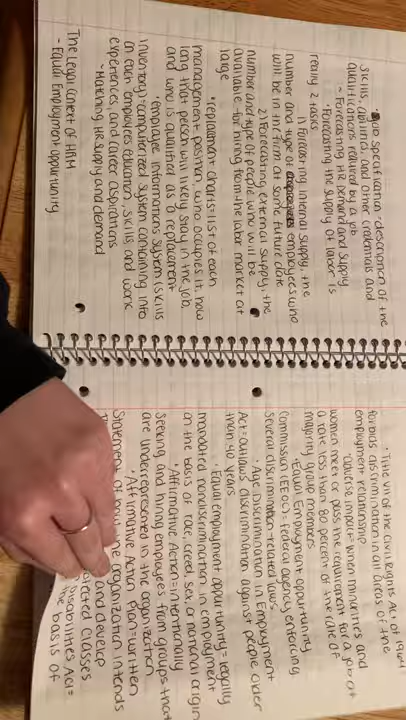 • Job specification - description of the
skills, abilities, and other credentials and
qualifications required by a job
~ Forecasting HR Demand and Supply
• Forecasting the supply of labor is
really 2 tasks
1) Forecasting internal supply, the
number and type of employees who
will be in the firm at some future date
2) Forecasting external supply, the
number and type of people who will be
available for hiring from the labor market at
large
• replacement charts: list of each
management position, who occupies it, how
long that person will likely stay in the job,
and who is qualified as a replacement
• employee informations system (skills
inventory): computerized system containing info
on each employees education, skills, and work
experiences and career aspirations
~ Matching HR Supply and demand
The legal Context of HRM
- Equal Employment oppurtunity
• Title VII of the Civil Rights Act of 1964
forbids discrimination in all areas of the
employment relationship
• adverse impact = when minorities and
women meet or pass the requirement for a job at
a rate less than 80 percent of the rate of
majority group members
• Equal Employment oppurtunity
Commission (EEOC): federal agency enforcing
several discrimination-related laws
• Age Discrimination in Employment
Act = outlaws discrimination against people older
than 40 years
• Equal employment oppurtunity = legally
mandated nondiscrimination in employment
on the basis of race, creed, sex, or national origin
• Affirmative Action = intentionally
seeking and hiring employees from groups that
are underrepresented in the organization
• Affirmative Action Plan = written
Statement of how the organization intends
and develop
classes
Disabilities Act =
the basis of